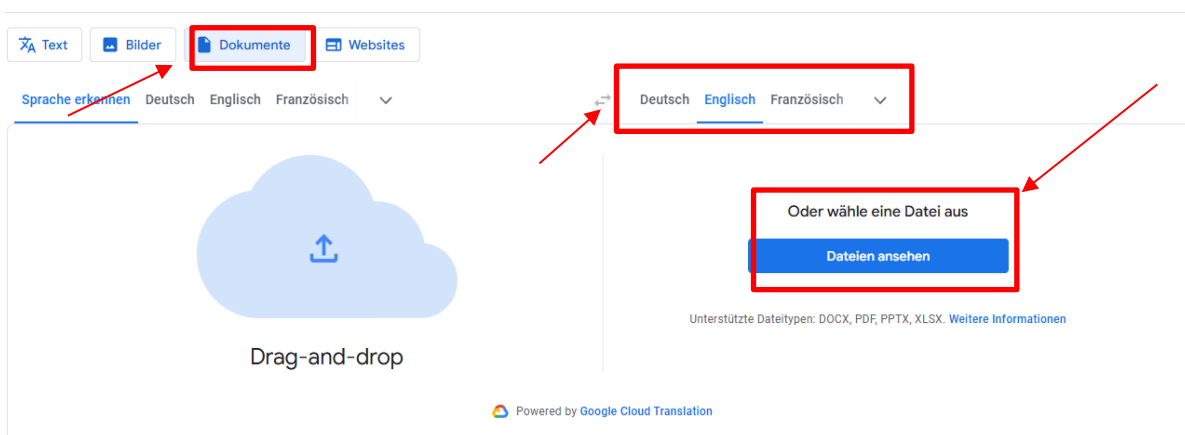 Text Bilder Dokumente Websites
Sprache erkennen Deutsch Englisch Französisch Deutsch Englisch Französisch
Oder wähle eine Datei aus
Dateien ansehen
Unterstützte Dateitypen: DOCX, PDF, PPTX, XLSX. Weitere Informationen
Drag-and-drop
Powered by Google Cloud Translation